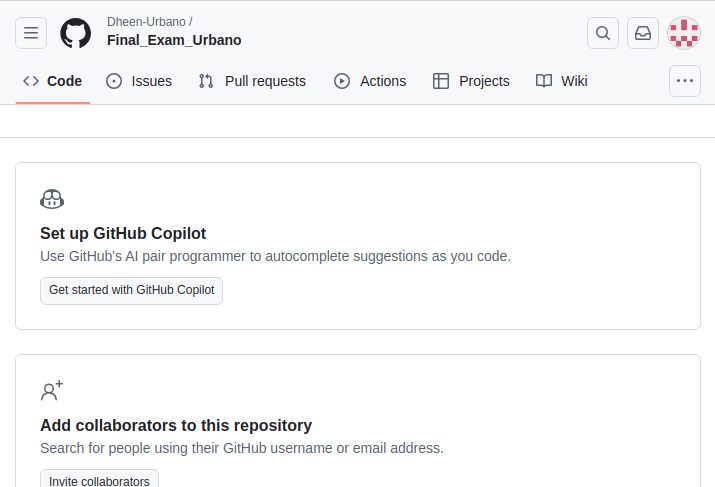 Dheen-Urbano /
Final_Exam_Urbano
Code Issues Pull requests Actions Projects Wiki
Set up GitHub Copilot
Use GitHub's AI pair programmer to autocomplete suggestions as you code.
Get started with GitHub Copilot
Add collaborators to this repository
Search for people using their GitHub username or email address.
Invite collaborators